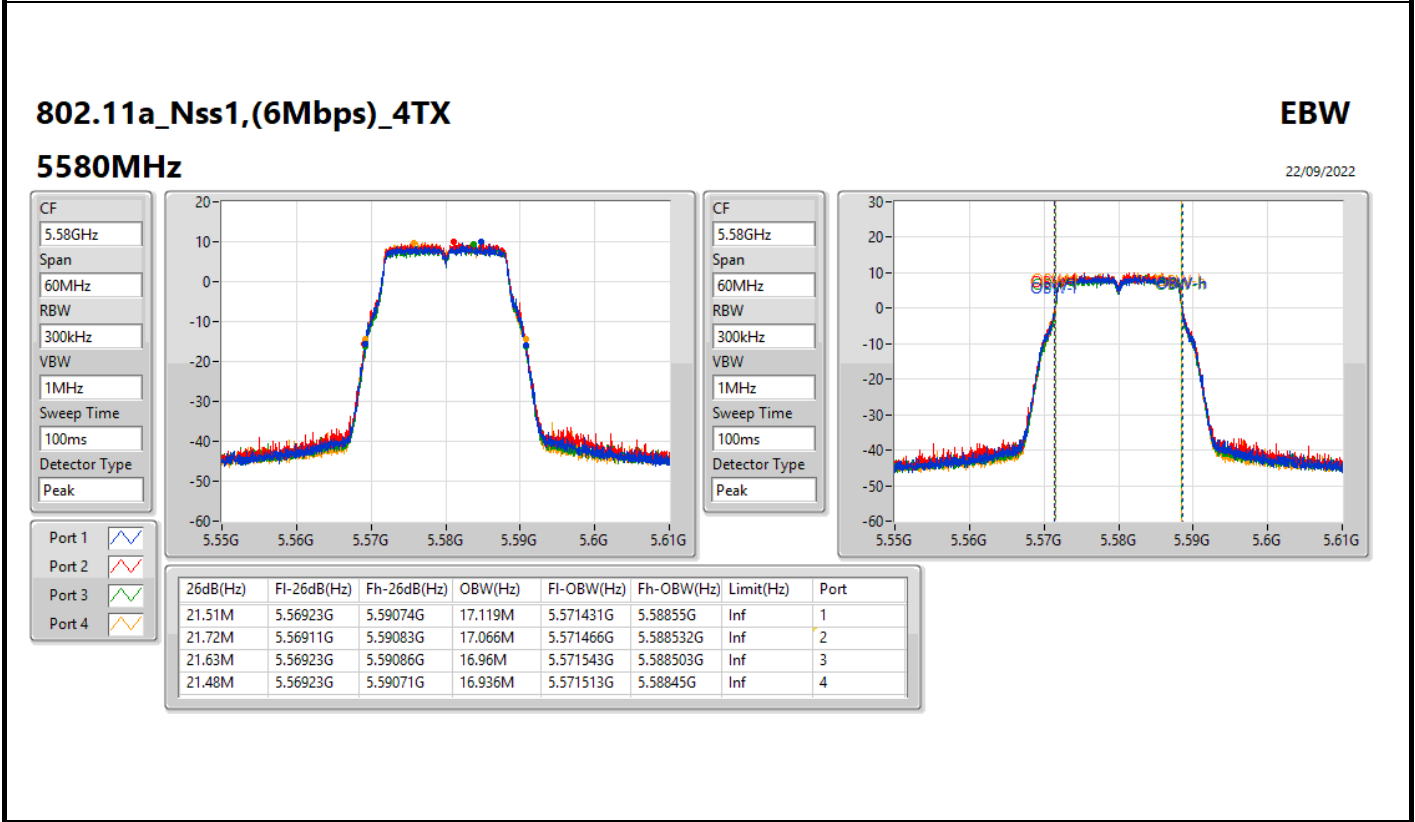 802.11a_Nss1,(6Mbps)_4TX
EBW
5580MHz
22/09/2022
CF
5.58GHz
Span
60MHz
RBW
300kHz
VBW
1MHz
Sweep Time
100ms
Detector Type
Peak
20
10
0
-10
-20
-30
-40
-50
-60
5.55G 5.56G 5.57G 5.58G 5.59G 5.6G 5.61G
CF
5.58GHz
Span
60MHz
RBW
300kHz
VBW
1MHz
Sweep Time
100ms
Detector Type
Peak
30
20
10
0
-10
-20
-30
-40
-50
-60
OBW-l
OBW-h
5.55G 5.56G 5.57G 5.58G 5.59G 5.6G 5.61G
Port 1
Port 2
Port 3
Port 4
26dB(Hz) Fl-26dB(Hz) Fh-26dB(Hz) OBW(Hz) Fl-OBW(Hz) Fh-OBW(Hz) Limit(Hz) Port
21.51M 5.56923G 5.59074G 17.119M 5.571431G 5.58855G Inf 1
21.72M 5.56911G 5.59083G 17.066M 5.571466G 5.588532G Inf 2
21.63M 5.56923G 5.59086G 16.96M 5.571543G 5.588503G Inf 3
21.48M 5.56923G 5.59071G 16.936M 5.571513G 5.58845G Inf 4